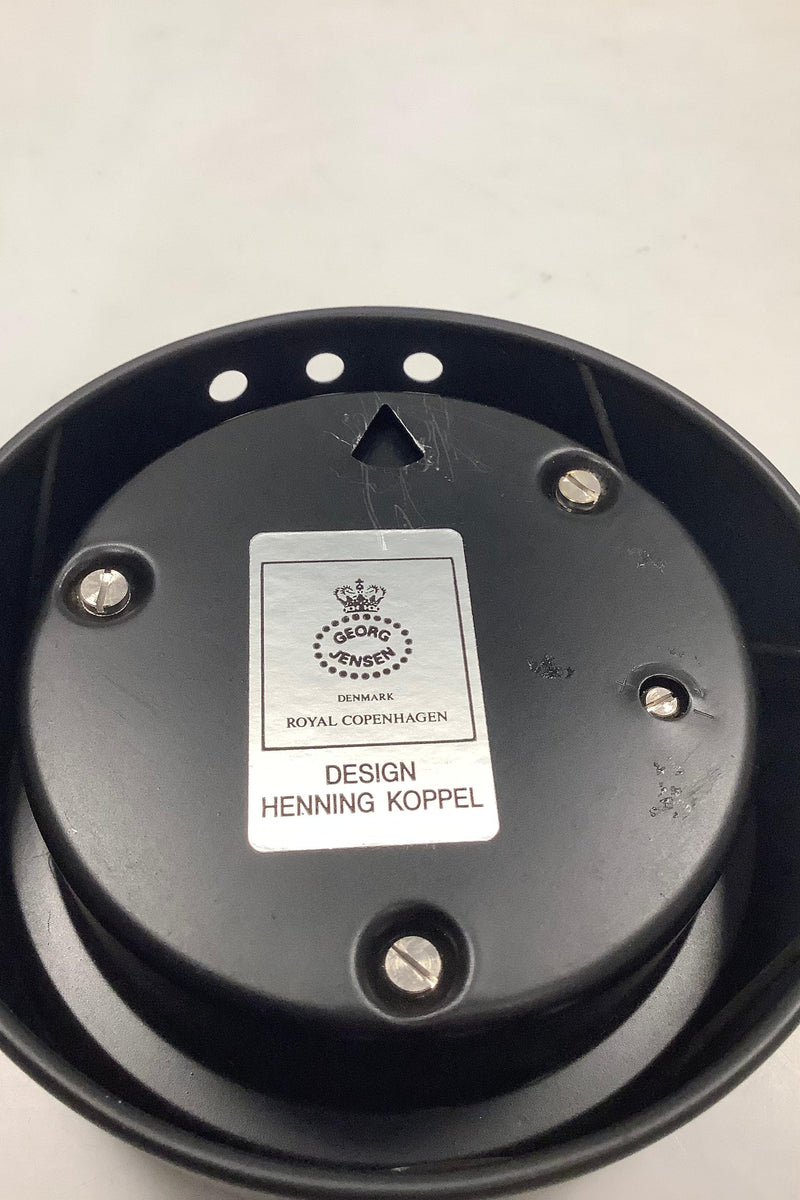 GEORG
JENSEN
DENMARK
ROYAL COPENHAGEN
DESIGN
HENNING KOPPEL